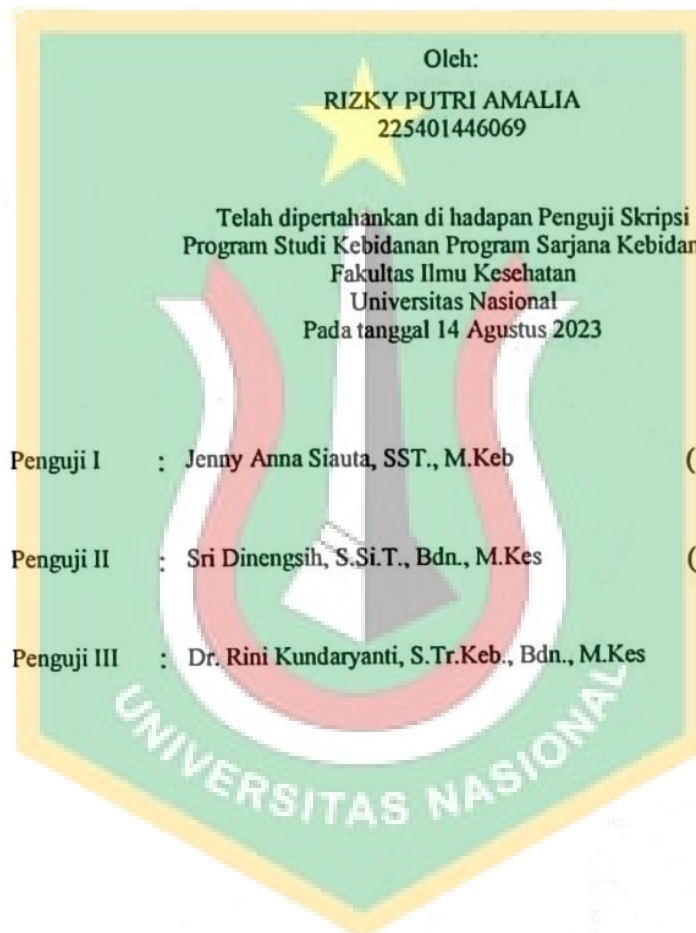 Oleh:
RIZKY PUTRI AMALIA
225401446069
Telah dipertahankan di hadapan Penguji Skripsi
Program Studi Kebidanan Program Sarjana Kebidan
Fakultas Ilmu Kesehatan
Universitas Nasional
Pada tanggal 14 Agustus 2023
Penguji I : Jenny Anna Siauta, SST., M.Keb (
Penguji II : Sri Dinengsih, S.Si.T., Bdn., M.Kes (
Penguji III : Dr. Rini Kundaryanti, S.Tr.Keb., Bdn., M.Kes
UNIVERSITAS NASIONAL